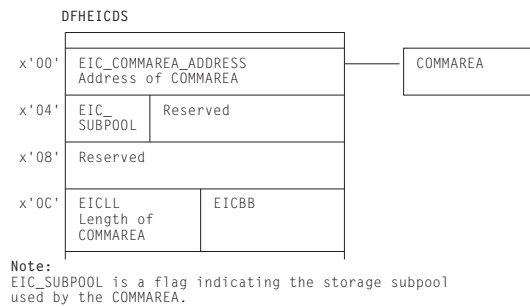 DFHEICDS
x'00' EIC_COMMAREA_ADDRESS COMMAREA
Address of COMMAREA
x'04' EIC_ Reserved
SUBPOOL
x'08' Reserved
x'0C' EICLL EICBB
Length of
COMMAREA
Note:
EIC_SUBPOOL is a flag indicating the storage subpool
used by the COMMAREA.